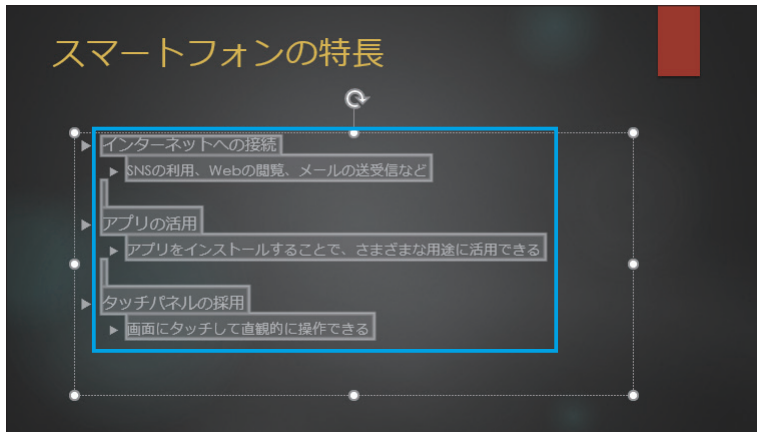 スマートフォンの特長
インターネットへの接続
SNSの利用、Webの閲覧、メールの送受信など
アプリの活用
アプリをインストールすることで、さまざまな用途に活用できる
タッチパネルの採用
画面にタッチして直観的に操作できる